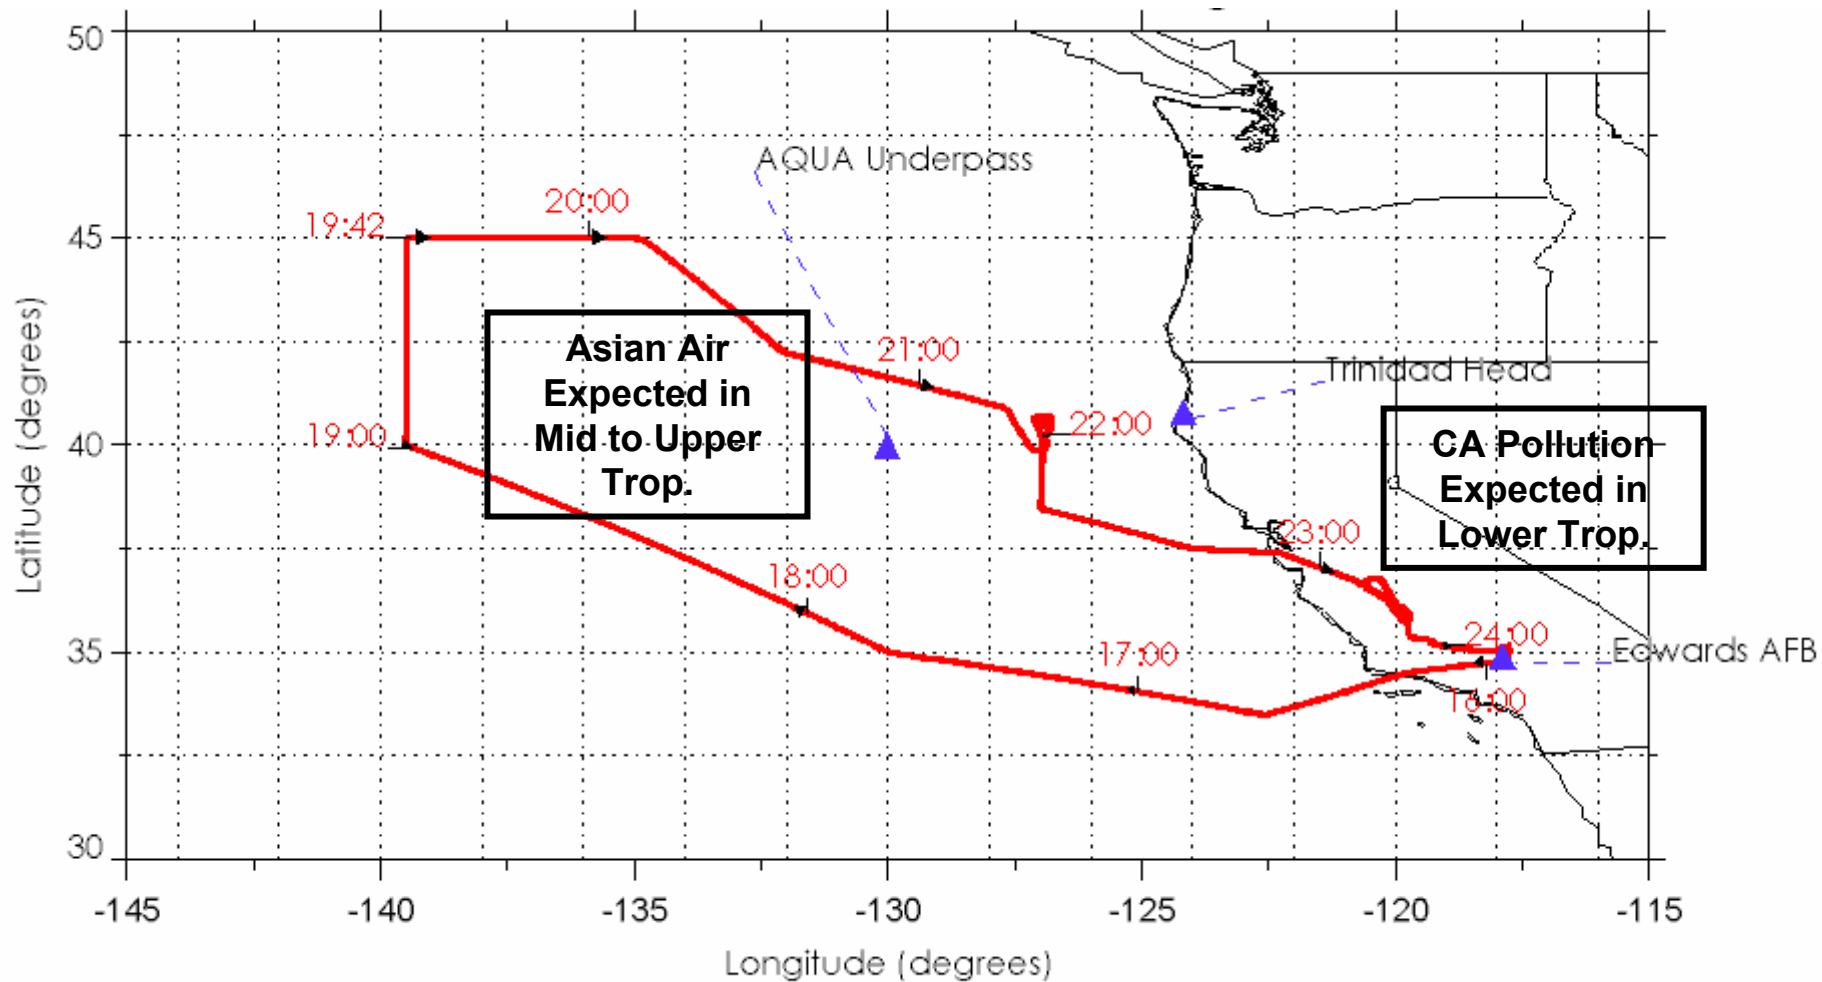 50
45
40
35
30
Latitude (degrees)
-145
-140
-135
-130
-125
-120
-115
Longitude (degrees)
AQUA Underpass
20:00
19:42
Asian Air
Expected in
Mid to Upper
Trop.
21:00
Trinidad Head
19:00
22:00
CA Pollution
Expected in
Lower Trop.
23:00
18:00
17:00
24:00
Edwards AFB
16:00